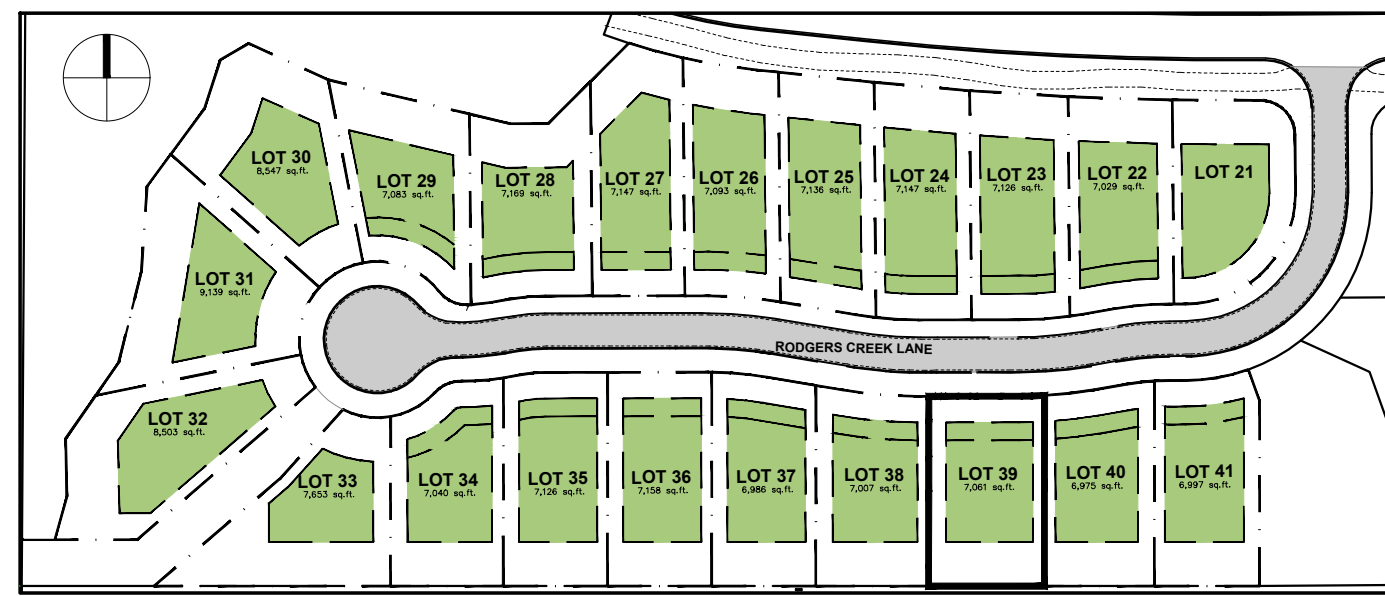 LOT 30
8,547 sq.ft.
LOT 29
7,083 sq.ft.
LOT 28
7,169 sq.ft.
LOT 27
7,147 sq.ft.
LOT 26
7,093 sq.ft.
LOT 25
7,136 sq.ft.
LOT 24
7,147 sq.ft.
LOT 23
7,126 sq.ft.
LOT 22
7,029 sq.ft.
LOT 21
LOT 31
9,139 sq.ft.
RODGERS CREEK LANE
LOT 32
8,503 sq.ft.
LOT 33
7,653 sq.ft.
LOT 34
7,040 sq.ft.
LOT 35
7,126 sq.ft.
LOT 36
7,158 sq.ft.
LOT 37
6,986 sq.ft.
LOT 38
7,007 sq.ft.
LOT 39
7,061 sq.ft.
LOT 40
6,975 sq.ft.
LOT 41
6,997 sq.ft.